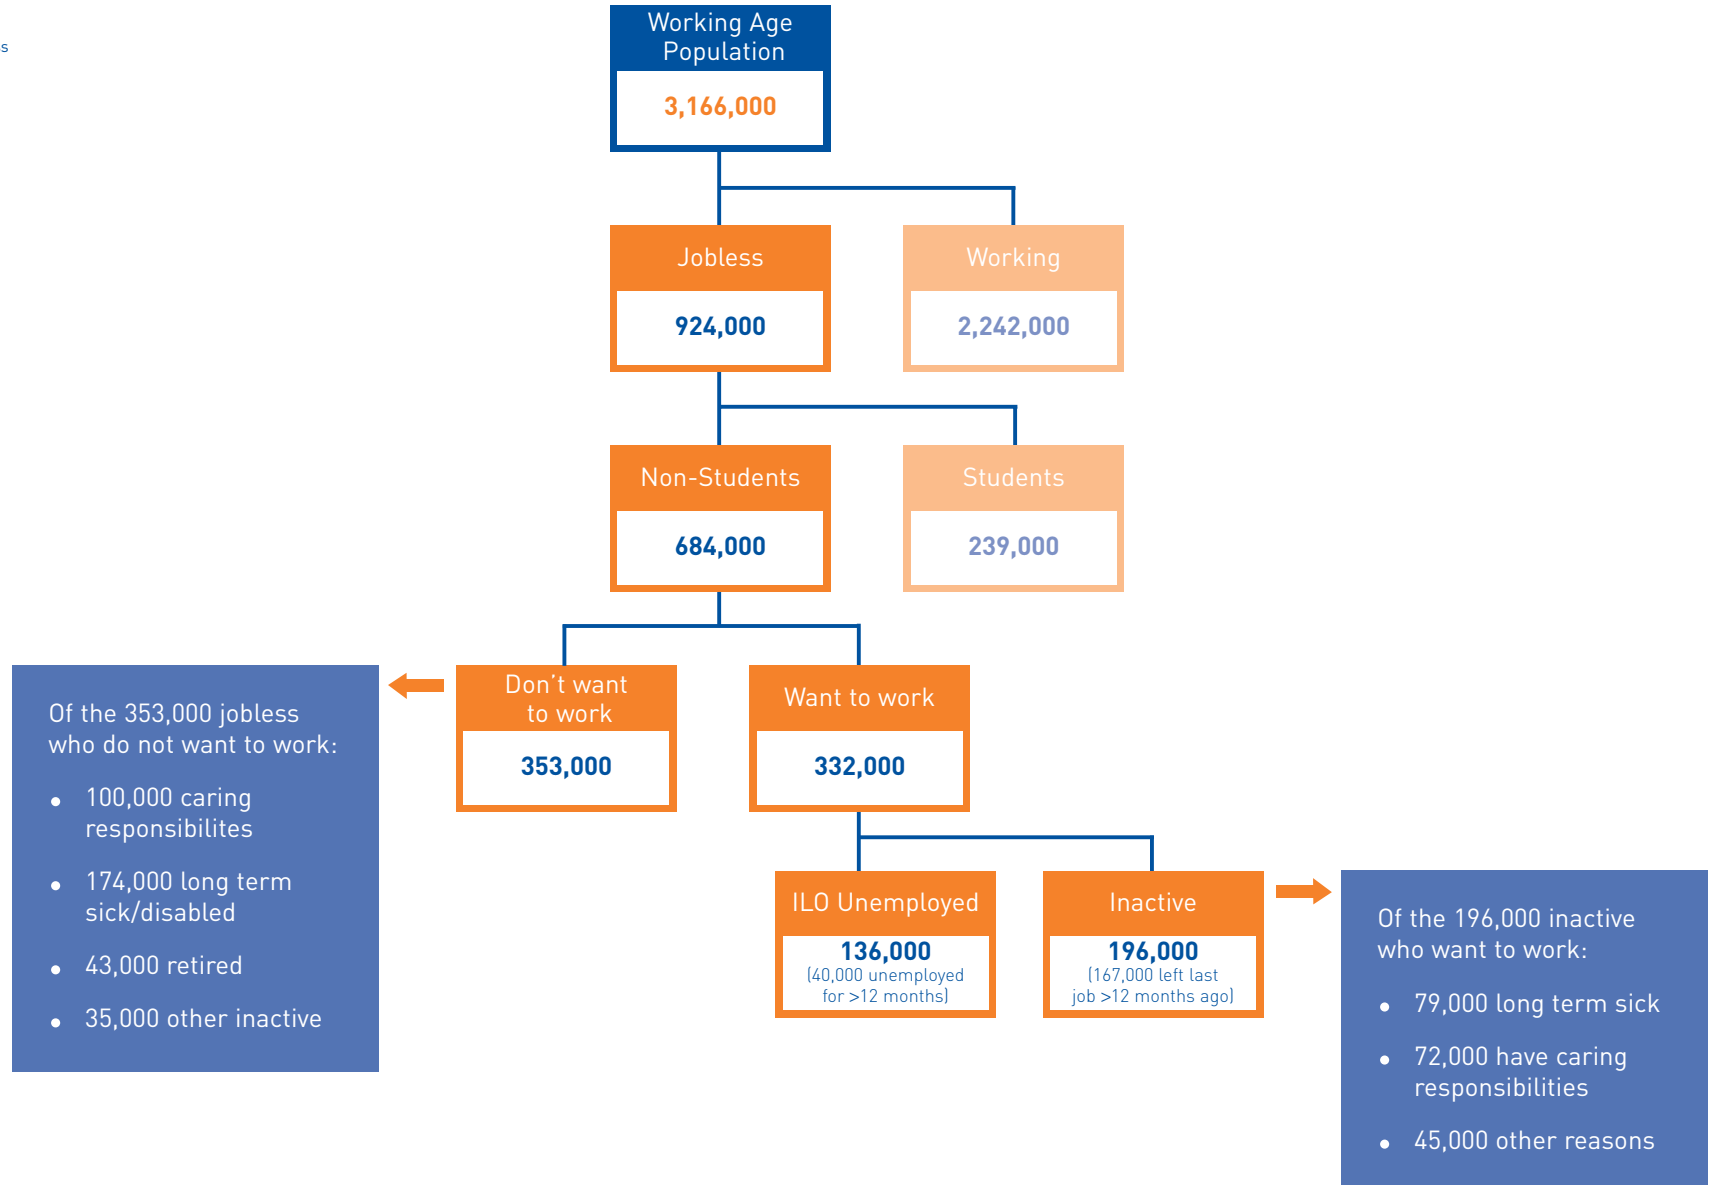 s
Working Age
Population
3,166,000
Jobless
924,000
Working
2,242,000
Non-Students
684,000
Students
239,000
Don't want
to work
353,000
Want to work
332,000
Of the 353,000 jobless
who do not want to work:
• 100,000 caring
responsibilites
• 174,000 long term
sick/disabled
• 43,000 retired
• 35,000 other inactive
ILO Unemployed
136,000
(40,000 unemployed
for >12 months)
Inactive
196,000
(167,000 left last
job >12 months ago)
Of the 196,000 inactive
who want to work:
• 79,000 long term sick
• 72,000 have caring
responsibilities
• 45,000 other reasons